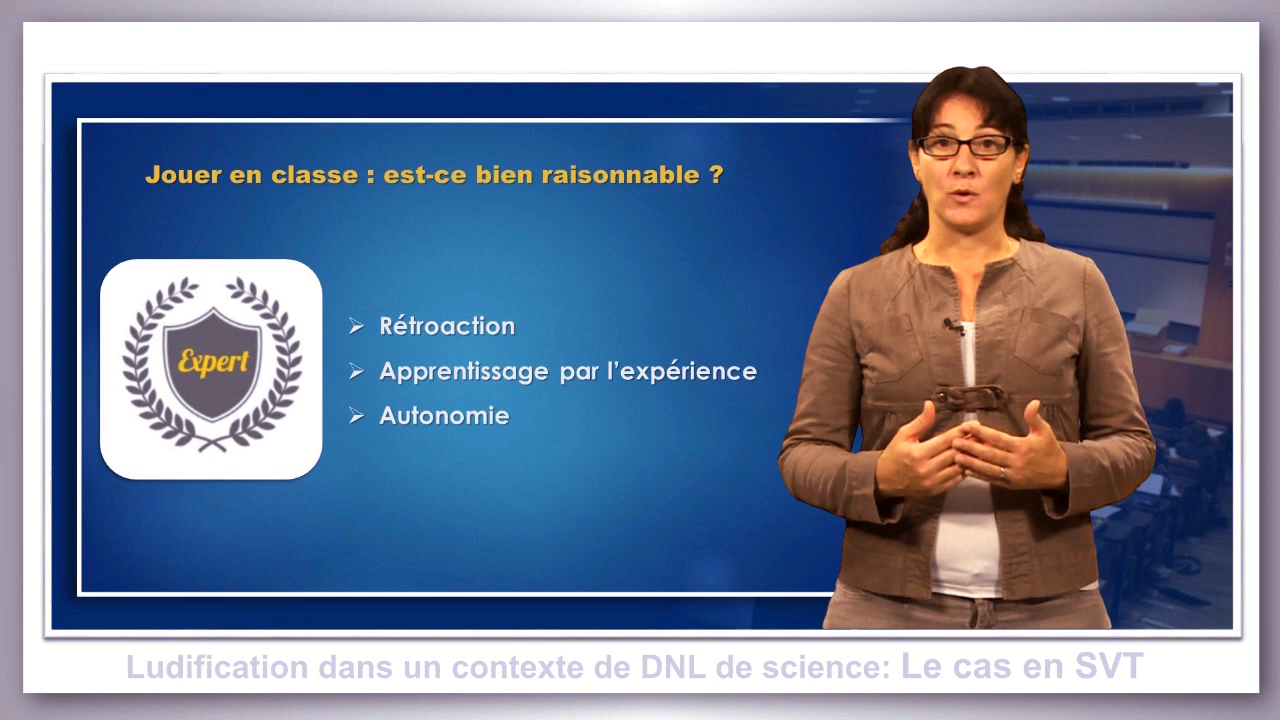 Jouer en classe : est-ce bien raisonnable ?
Expert
Rétroaction
Apprentissage par l’expérience
Autonomie
Ludification dans un contexte de DNL de science: Le cas en SVT